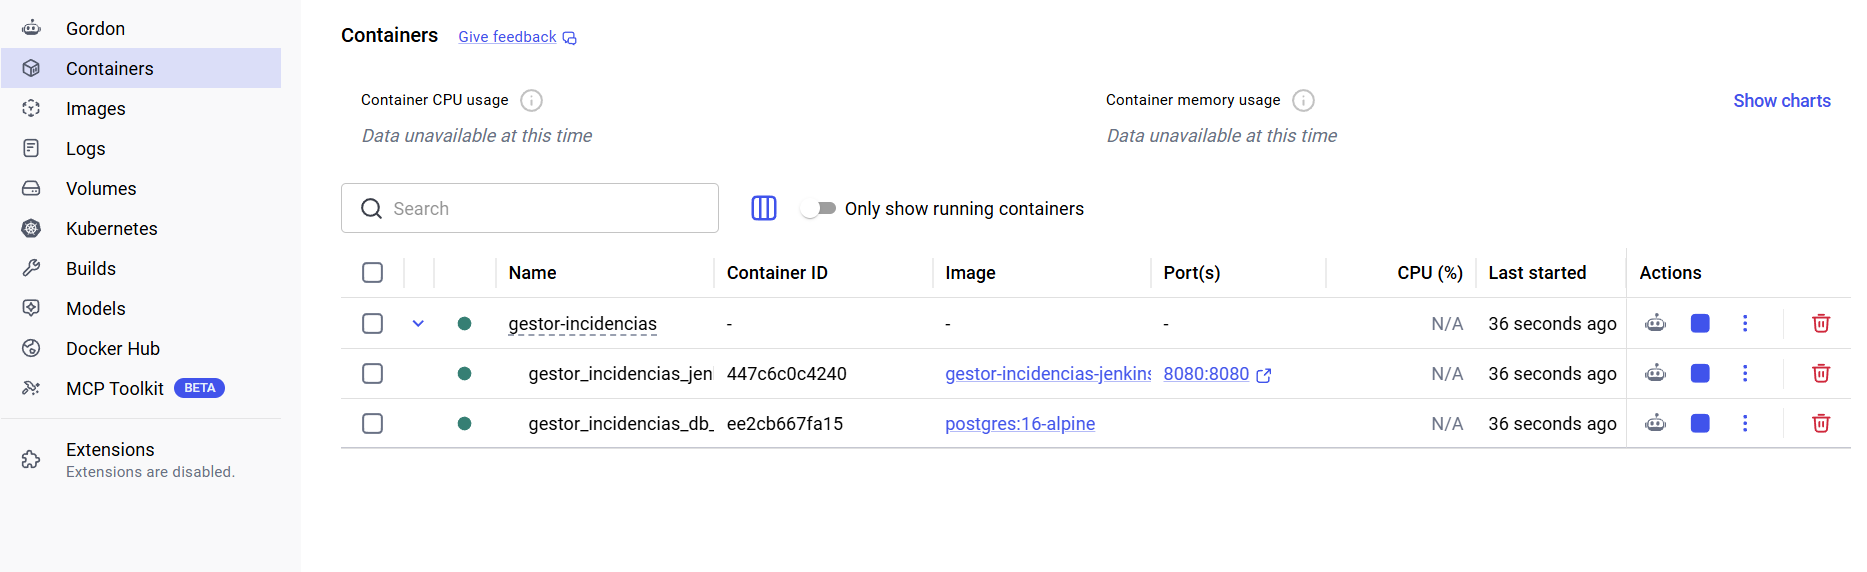 Gordon
Containers
Images
Logs
Volumes
Kubernetes
Builds
Models
Docker Hub
MCP Toolkit BETA
Extensions
Extensions are disabled.
Containers Give feedback
Container CPU usage
Data unavailable at this time
Container memory usage
Data unavailable at this time
Show charts
Search
Only show running containers
Name Container ID Image Port(s) CPU (%) Last started Actions
gestor-incidencias - - - N/A 36 seconds ago
gestor_incidencias_jen 447c6c0c4240 gestor-incidencias-jenkins 8080:8080 N/A 36 seconds ago
gestor_incidencias_db_ ee2cb667fa15 postgres:16-alpine N/A 36 seconds ago